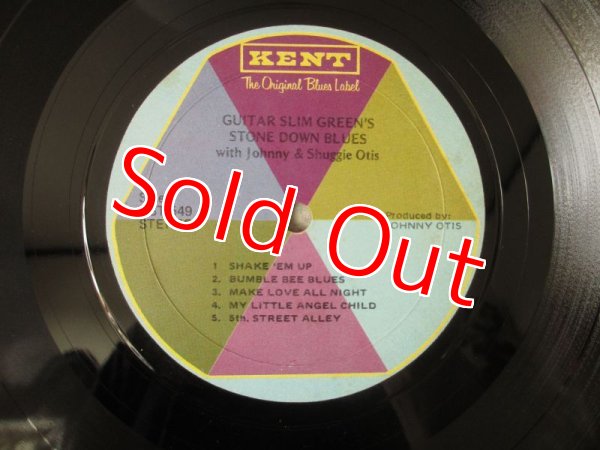 KENT
The Original Blues Label
GUITAR SLIM GREEN'S
STONE DOWN BLUES
with Johnny & Shuggie Otis
Sold Out
549
STE
Produced by:
JOHNNY OTIS
1 SHAKE 'EM UP
2. BUMBLE BEE BLUES
3. MAKE LOVE ALL NIGHT
4. MY LITTLE ANGEL CHILD
5. 5th. STREET ALLEY